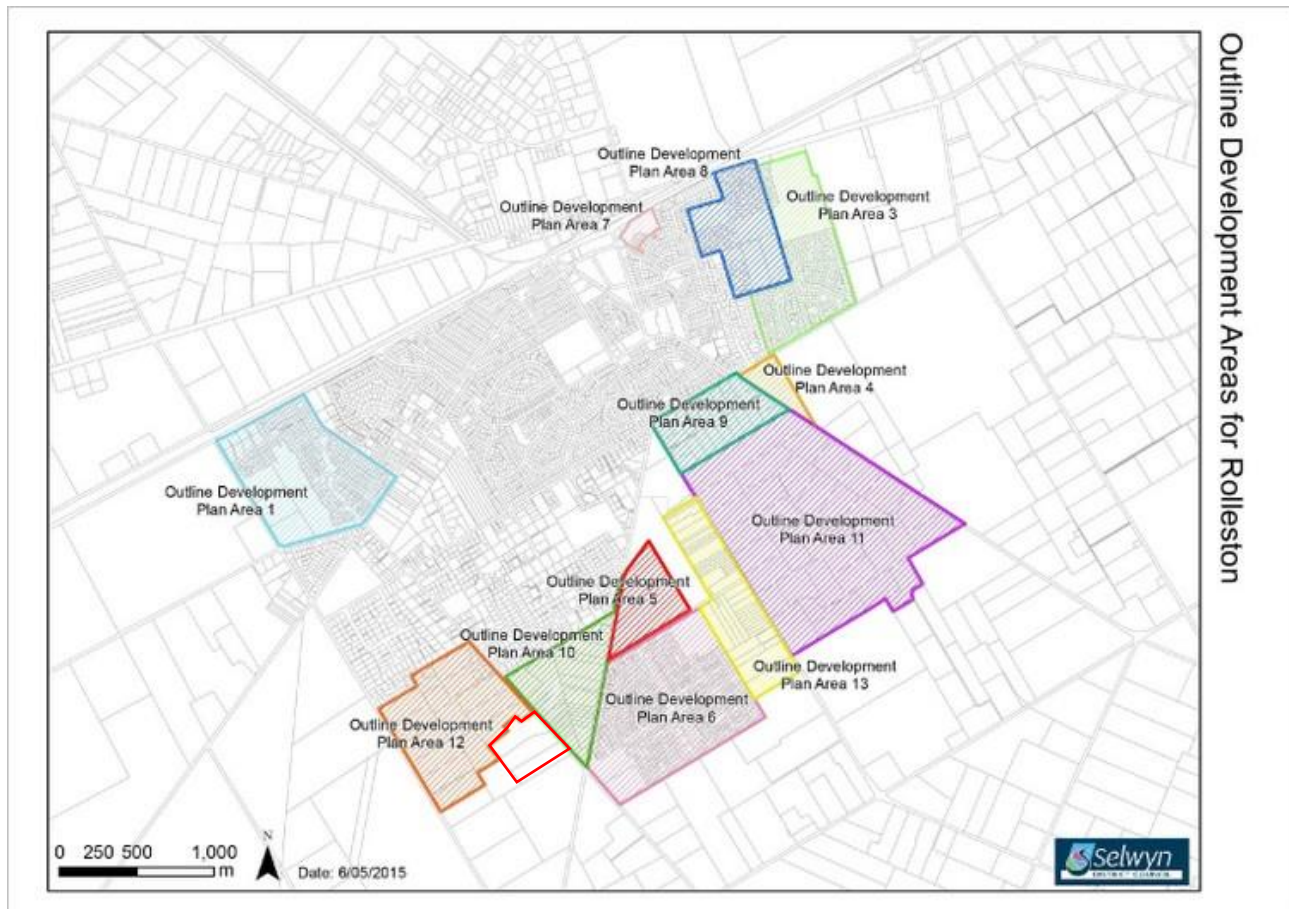 Outline Development Areas for Rolleston
Outline Development
Plan Area 8
Outline Development
Plan Area 3
Outline Development
Plan Area 7
Outline Development
Plan Area 4
Outline Development
Plan Area 9
Outline Development
Plan Area 1
Outline Development
Plan Area 11
Outline Development
Plan Area 5
Outline Development
Plan Area 10
Outline Development
Plan Area 13
Outline Development
Plan Area 6
Outline Development
Plan Area 12
0 250 500 1,000
m
N
Date: 6/05/2015
Selwyn
DISTRICT COUNCIL